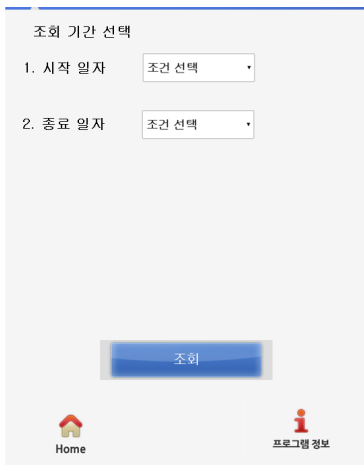 조회 기간 선택
1. 시작 일자 조건 선택
2. 종료 일자 조건 선택
조회
Home 프로그램 정보